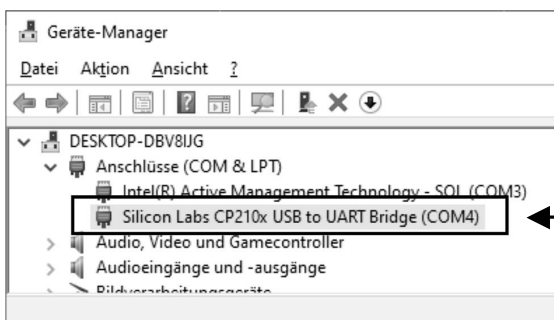 Geräte-Manager
Datei Aktion Ansicht ?
DESKTOP-DBV8IJG
Anschlüsse (COM & LPT)
Intel(R) Active Management Technology - SOL (COM3)
Silicon Labs CP210x USB to UART Bridge (COM4)
Audio, Video und Gamecontroller
Audioeingänge und -ausgänge
Bildverarbeitungsgeräte